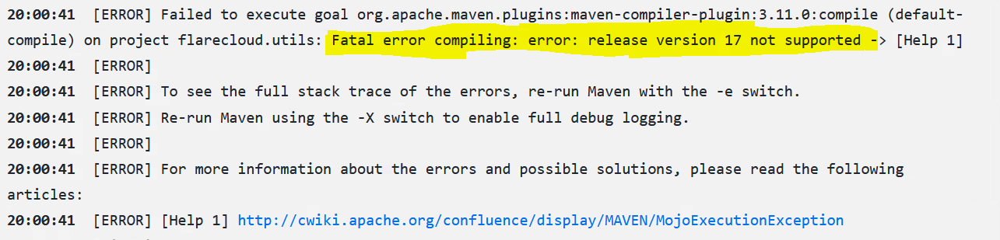 20:00:41 [ERROR] Failed to execute goal org.apache.maven.plugins:maven-compiler-plugin:3.11.0:compile (default-
compile) on project flarecloud.utils: Fatal error compiling: error: release version 17 not supported -> [Help 1]
20:00:41 [ERROR]
20:00:41 [ERROR] To see the full stack trace of the errors, re-run Maven with the -e switch.
20:00:41 [ERROR] Re-run Maven using the -X switch to enable full debug logging.
20:00:41 [ERROR]
20:00:41 [ERROR] For more information about the errors and possible solutions, please read the following
articles:
20:00:41 [ERROR] [Help 1] http://cwiki.apache.org/confluence/display/MAVEN/MojoExecutionException